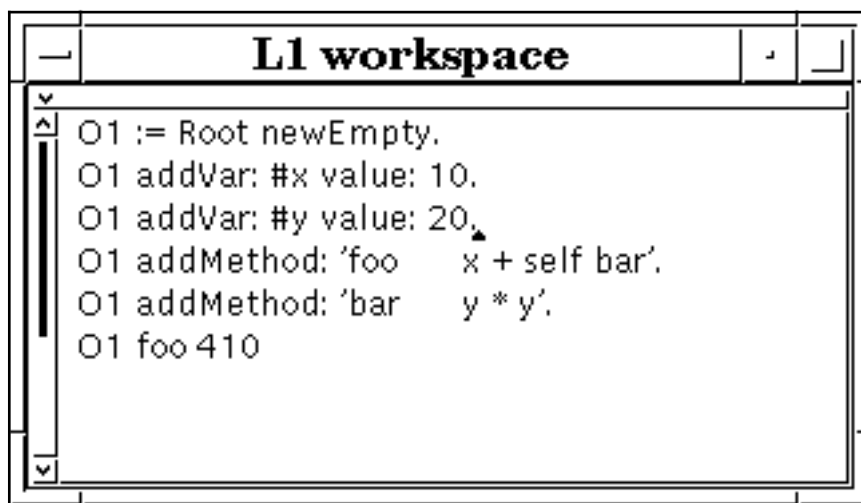 L1 workspace
O1 := Root newEmpty.
O1 addVar: #x value: 10.
O1 addVar: #y value: 20.
O1 addMethod: 'foo     x + self bar'.
O1 addMethod: 'bar     y * y'.
O1 foo 410